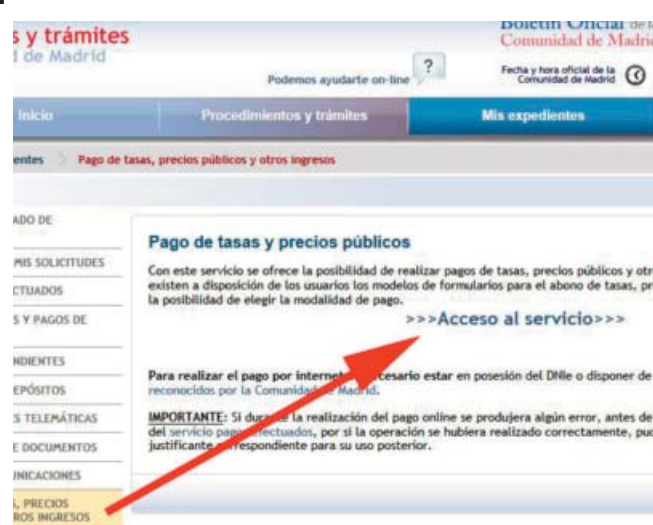 s y trámites
d de Madrid
Boletín Oficial de la
Comunidad de Madrid
Podemos ayudarte on-line
?
Fecha y hora oficial de la
Comunidad de Madrid
Inicio
Procedimientos y trámites
Mis expedientes
entes
Pago de tasas, precios públicos y otros ingresos
ADO DE
MIS SOLICITUDES
CTUADOS
S Y PAGOS DE
NDIENTES
EPÓSITOS
S TELEMÁTICAS
E DOCUMENTOS
UNICACIONES
, PRECIOS
ROS INGRESOS
Pago de tasas y precios públicos
Con este servicio se ofrece la posibilidad de realizar pagos de tasas, precios públicos y otr
existen a disposición de los usuarios los modelos de formularios para el abono de tasas, pr
la posibilidad de elegir la modalidad de pago.
>>>Acceso al servicio>>>
Para realizar el pago por internet cesario estar en posesión del DNIe o disponer de
reconocidos por la Comunidad de Madrid.
IMPORTANTE: Si dura la realización del pago online se produjera algún error, antes de
del servicio pag efectuados, por si la operación se hubiera realizado correctamente, pud
justificante rrespondiente para su uso posterior.